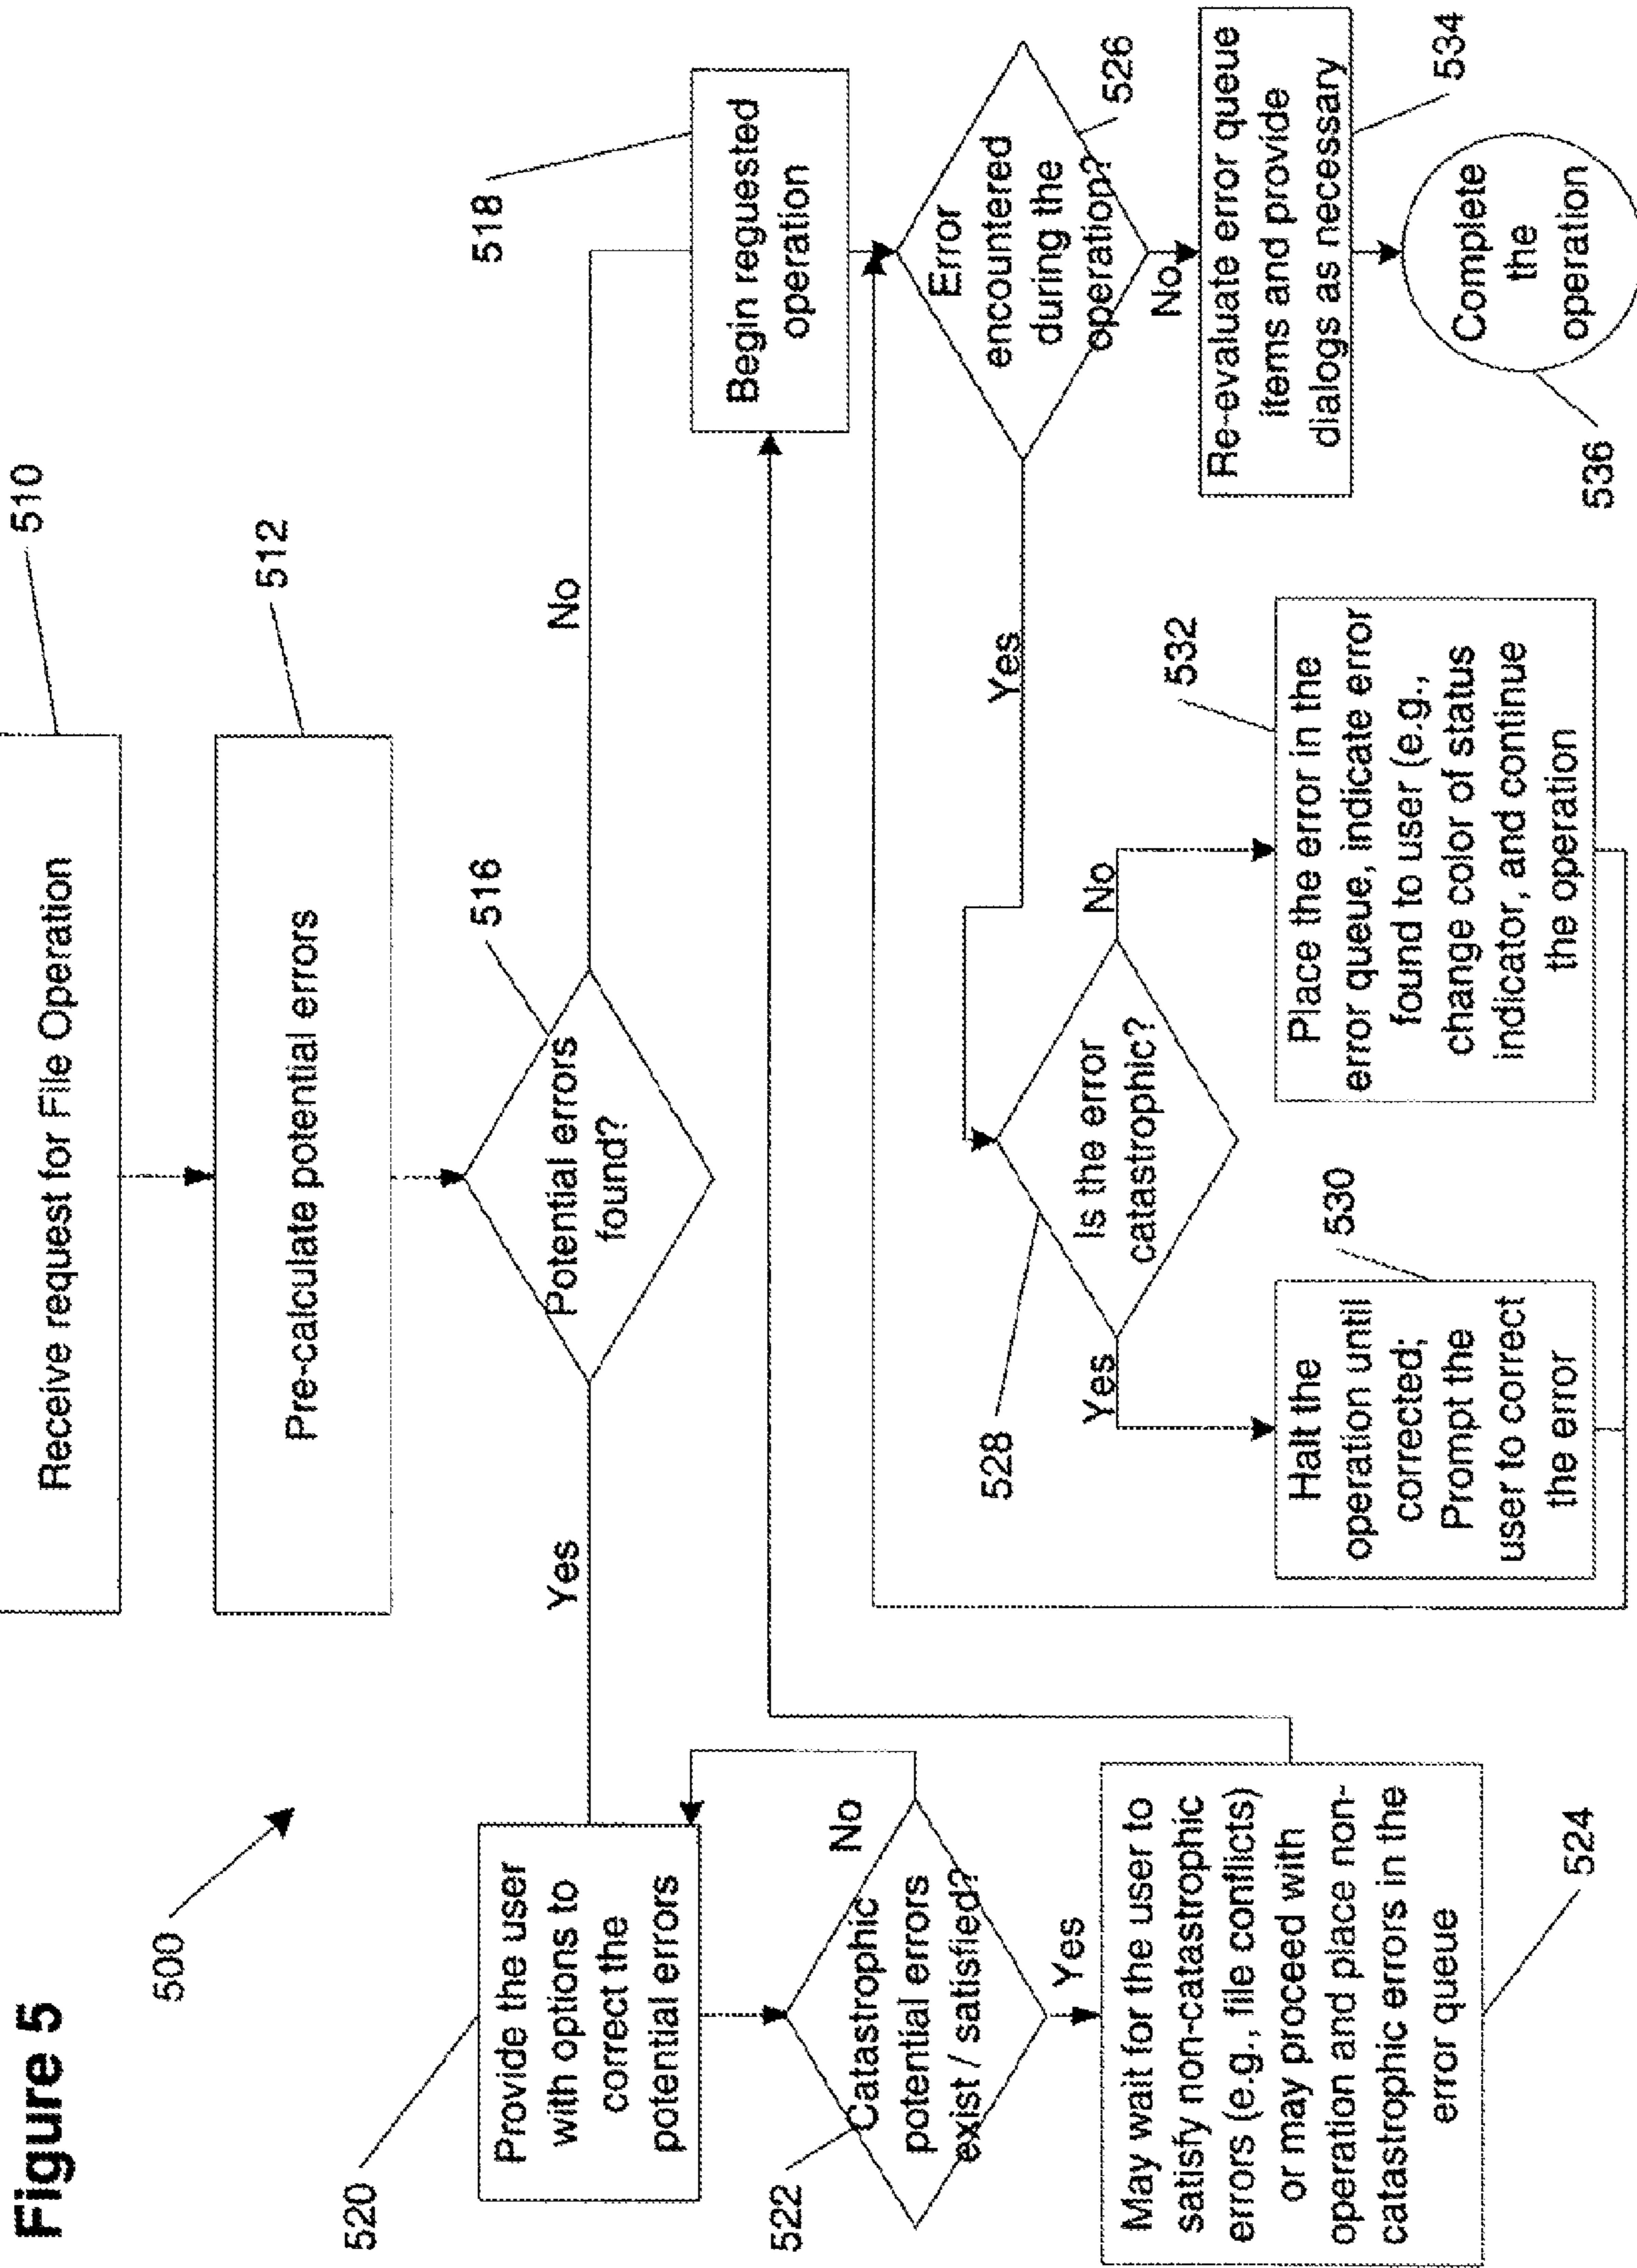 Figure 5
500
Receive request for File Operation
510
Pre-calculate potential errors
512
Potential errors
found?
516
Yes
No
520
Provide the user
with options to
correct the
potential errors
518
Begin requested
operation
522
Catastrophic
potential errors
exist / satisfied?
No
Yes
May wait for the user to
satisfy non-catastrophic
errors (e.g., file conflicts)
or may proceed with
operation and place non-
catastrophic errors in the
error queue
524
Error
encountered
during the
operation?
526
Yes
No
528
Is the error
catastrophic?
Yes
No
Halt the
operation until
corrected;
Prompt the
user to correct
the error
530
Place the error in the
error queue, indicate error
found to user (e.g.,
change color of status
indicator, and continue
the operation
532
Re-evaluate error queue
items and provide
dialogs as necessary
534
Complete
the
operation
536